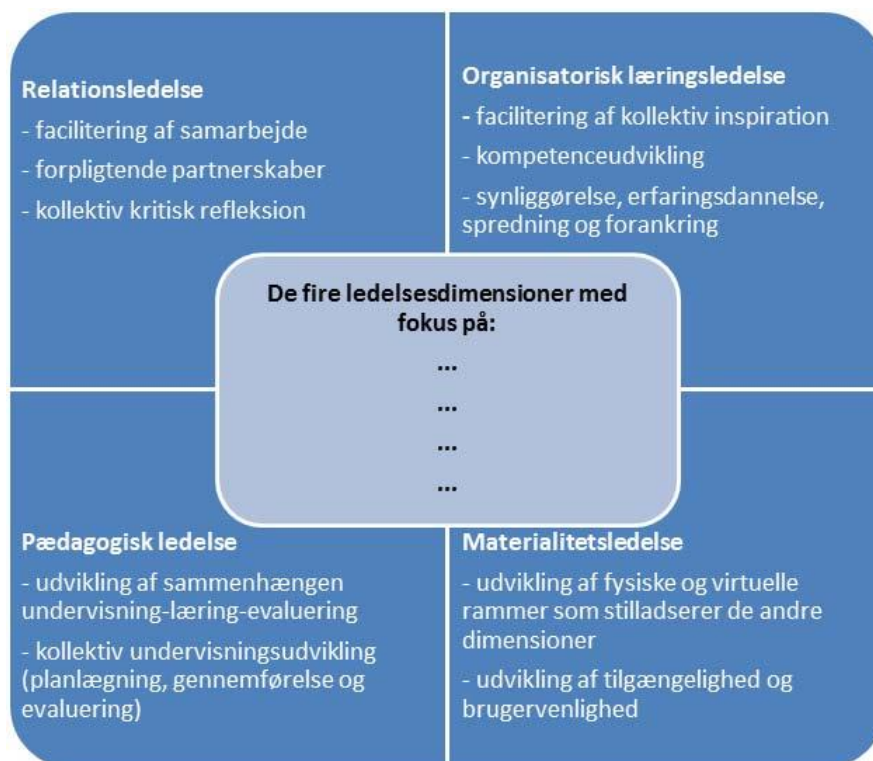 Relationsledelse
- facilitering af samarbejde
- forpligtende partnerskaber
- kollektiv kritisk refleksion
Organisatorisk læringsledelse
- facilitering af kollektiv inspiration
- kompetenceudvikling
- synliggørelse, erfaringsdannelse,
spredning og forankring
De fire ledelsesdimensioner med
fokus på:
...
...
...
...
Pædagogisk ledelse
- udvikling af sammenhængen
undervisning-læring-evaluering
- kollektiv undervisningsudvikling
(planlægning, gennemførelse og
evaluering)
Materialitetsledelse
- udvikling af fysiske og virtuelle
rammer som stilladserer de andre
dimensioner
- udvikling af tilgængelighed og
brugervenlighed